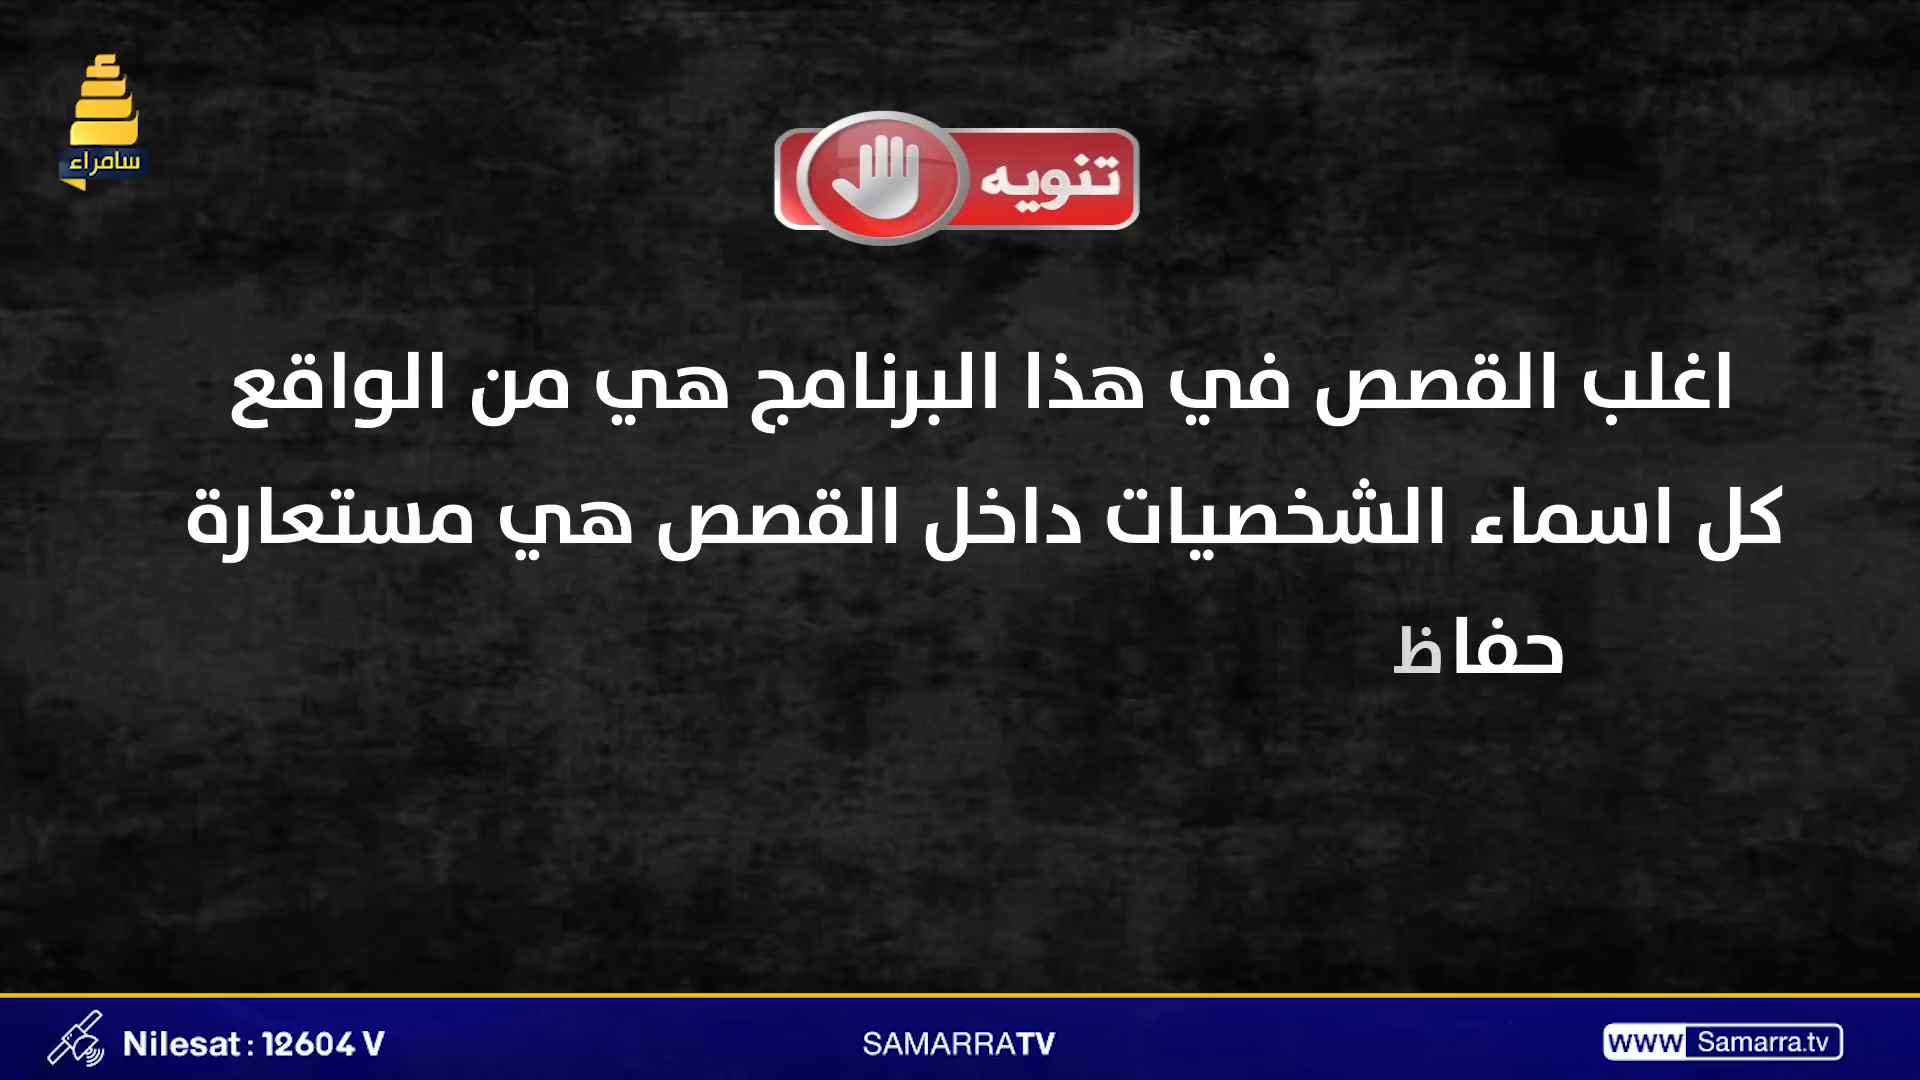 سامراء
تنويه
اغلب القصص في هذا البرنامج هي من الواقع
كل اسماء الشخصيات داخل القصص هي مستعارة
حفاظ
Nilesat : 12604 V
SAMARRATV
www Samarra.tv